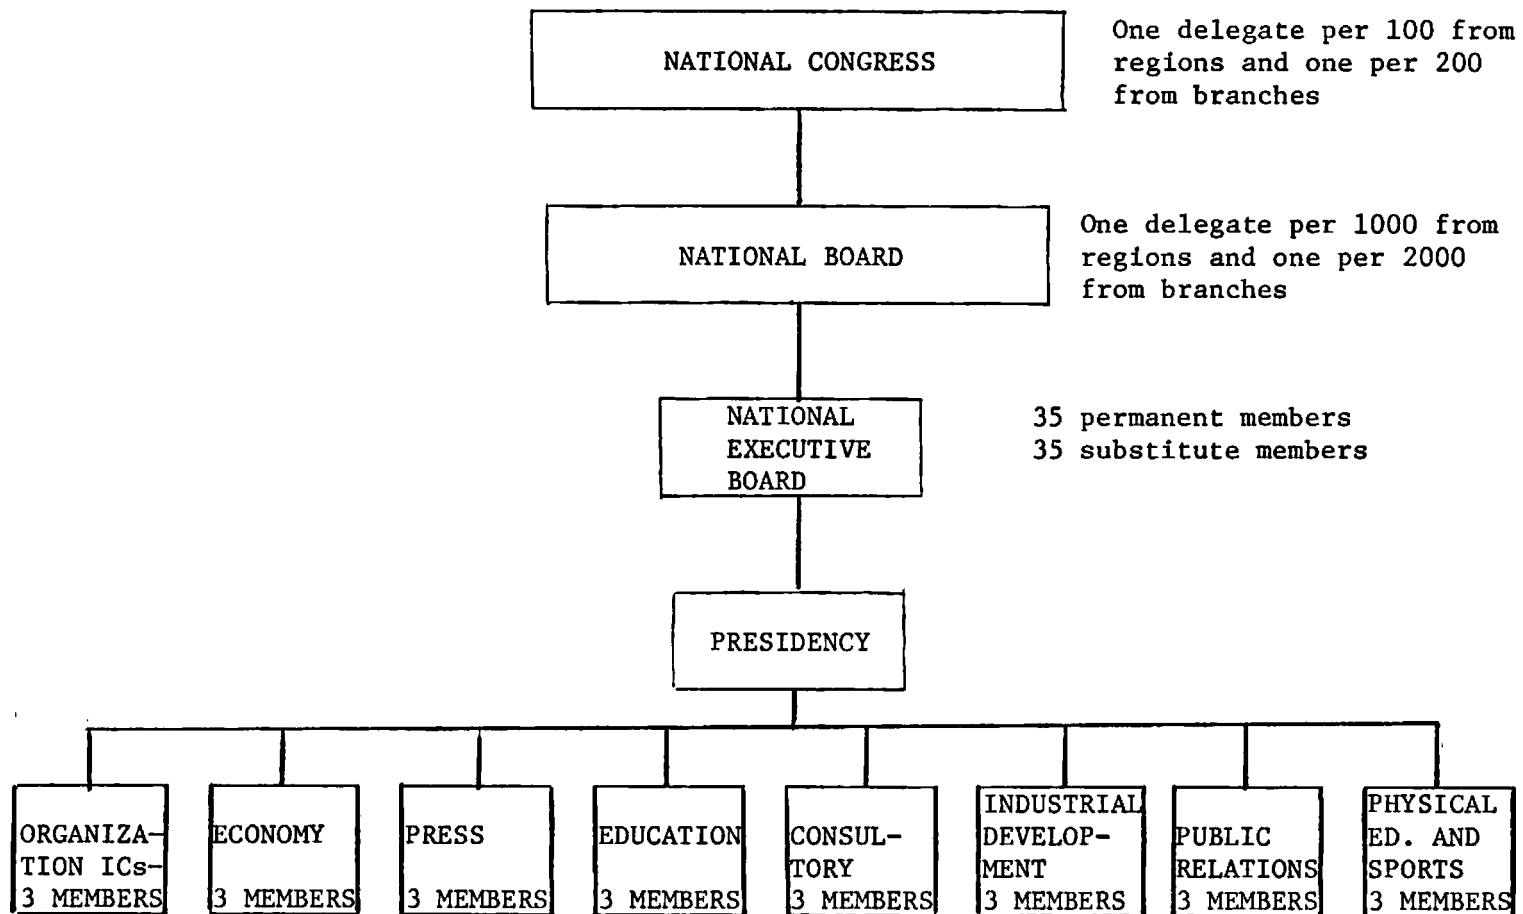 NATIONAL CONGRESS
One delegate per 100 from
regions and one per 200
from branches
NATIONAL BOARD
One delegate per 1000 from
regions and one per 2000
from branches
NATIONAL
EXECUTIVE
BOARD
35 permanent members
35 substitute members
PRESIDENCY
ORGANIZA-
TION ICs-
3 MEMBERS
ECONOMY
3 MEMBERS
PRESS
3 MEMBERS
EDUCATION
3 MEMBERS
CONSUL-
TORY
3 MEMBERS
INDUSTRIAL
DEVELOP-
MENT
3 MEMBERS
PUBLIC
RELATIONS
3 MEMBERS
PHYSICAL
ED. AND
SPORTS
3 MEMBERS